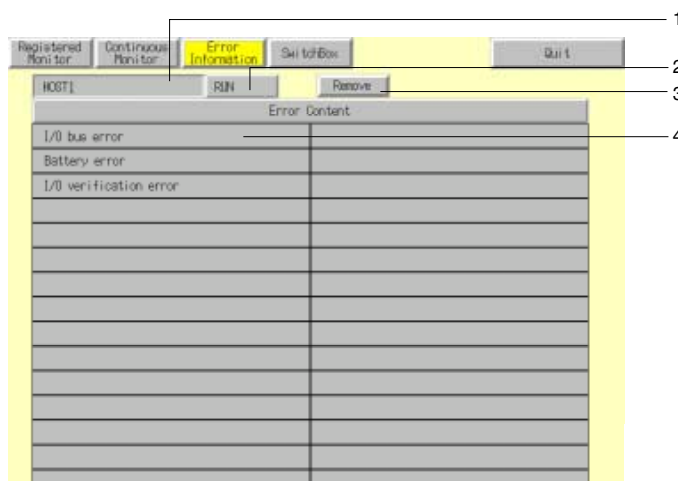 1
Registered Monitor Continuous Monitor Error Information SwitchBox Quit
2
HOST1 RUN Remove
3
Error Content
I/O bus error
4
Battery error
I/O verification error